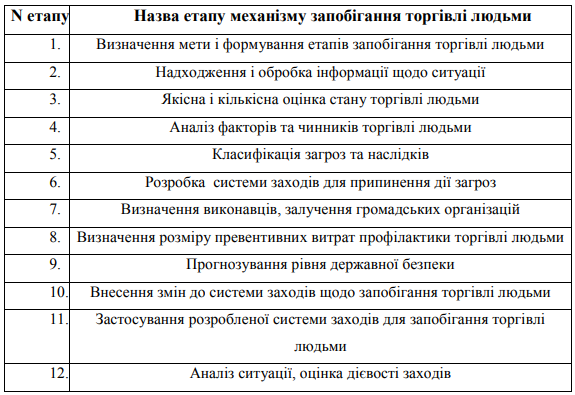 N етапу Назва етапу механізму запобігання торгівлі людьми
1. Визначення мети і формування етапів запобігання торгівлі людьми
2. Надходження і обробка інформації щодо ситуації
3. Якісна і кількісна оцінка стану торгівлі людьми
4. Аналіз факторів та чинників торгівлі людьми
5. Класифікація загроз та наслідків
6. Розробка системи заходів для припинення дії загроз
7. Визначення виконавців, залучення громадських організацій
8. Визначення розміру превентивних витрат профілактики торгівлі людьми
9. Прогнозування рівня державної безпеки
10. Внесення змін до системи заходів щодо запобігання торгівлі людьми
11. Застосування розробленої системи заходів для запобігання торгівлі
людьми
12. Аналіз ситуації, оцінка дієвості заходів